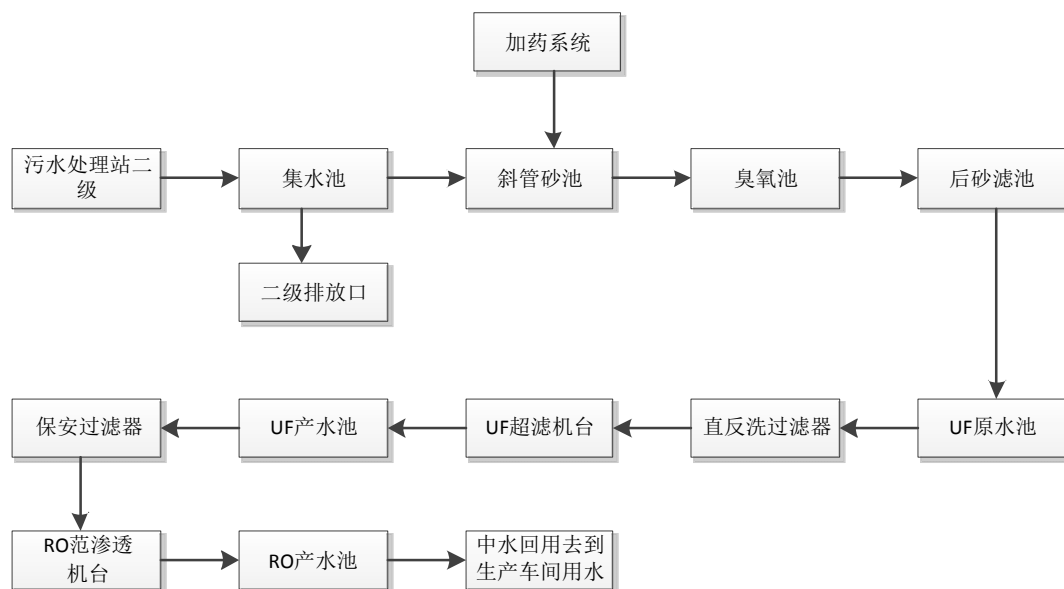 加药系统
污水处理站二
级
集水池
斜管砂池
臭氧池
后砂滤池
二级排放口
保安过滤器
UF产水池
UF超滤机台
直反洗过滤器
UF原水池
RO范渗透
机台
RO产水池
中水回用去到
生产车间用水